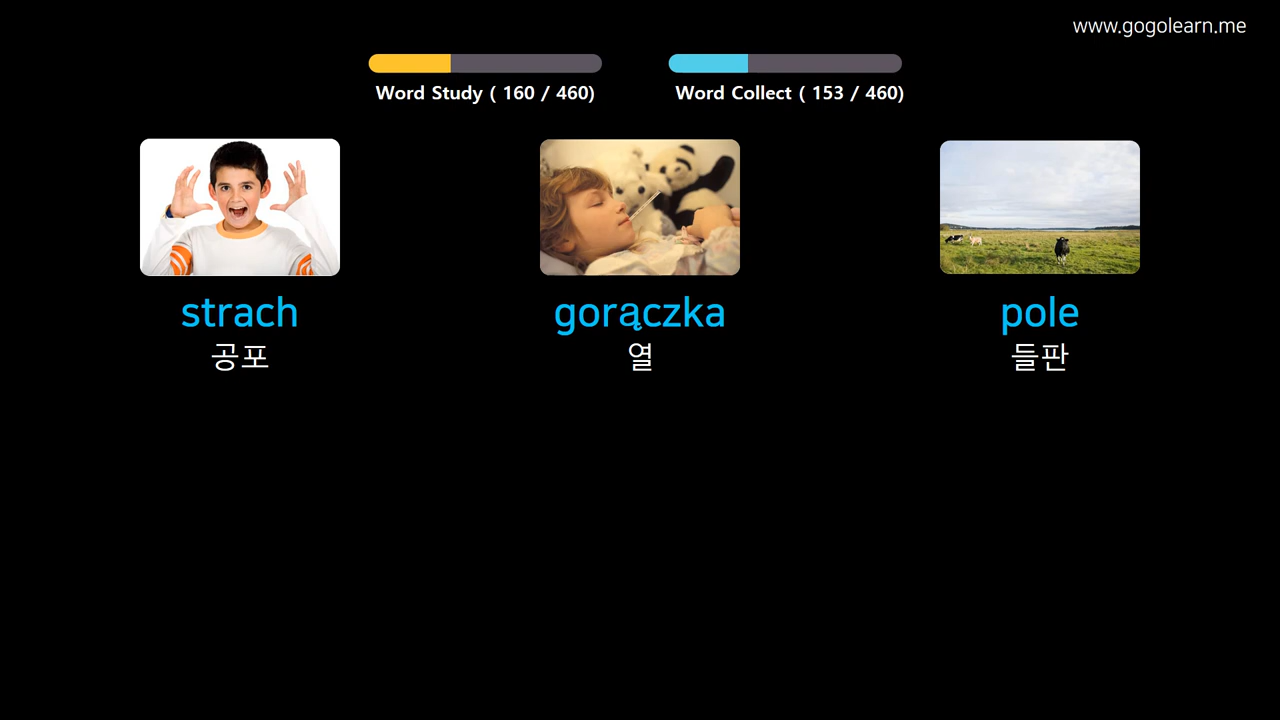 www.gogolearn.me
Word Study ( 160 / 460)
Word Collect ( 153 / 460)
strach
공포
gorączka
열
pole
들판